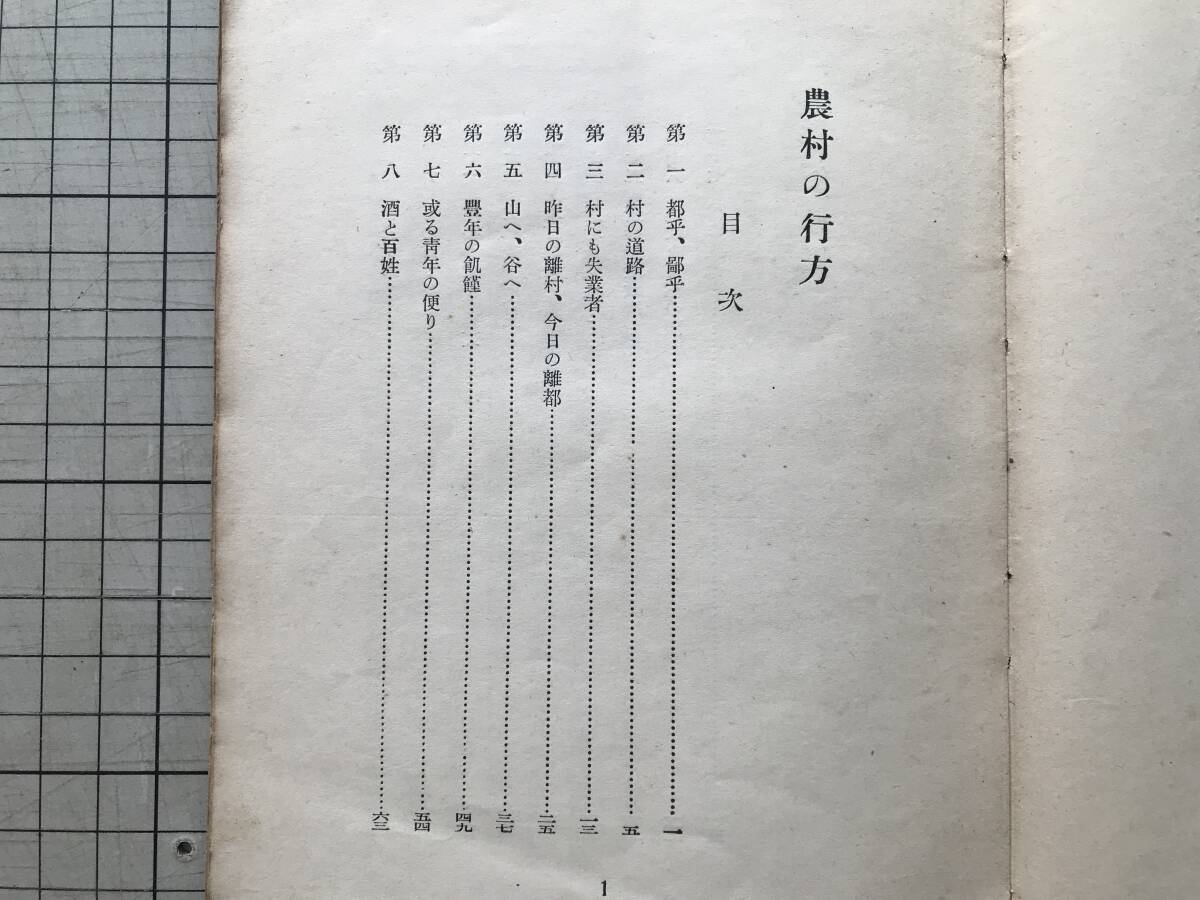 農村の行方
目次
第一 都乎、鄙乎……………一
第二 村の道路……………五
第三 村にも失業者……………一三
第四 昨日の離村、今日の離都……………二五
第五 山へ、谷へ……………三七
第六 豐年の飢饉……………四九
第七 或る靑年の便り……………五四
第八 酒と百姓……………六三
1